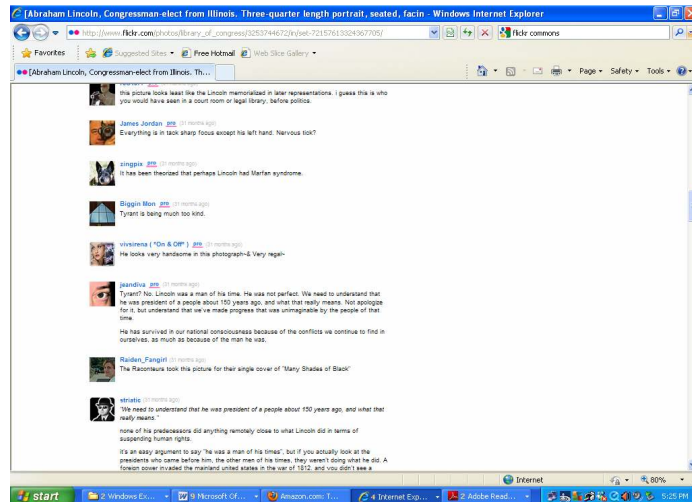 [Abraham Lincoln, Congressman-elect from Illinois. Three-quarter length portrait, seated, facin - Windows Internet Explorer
http://www.flickr.com/photos/library_of_congress/3253744672/in/set-72157613324367705/
flickr commons
Favorites Suggested Sites Free Hotmail Web Slice Gallery
[Abraham Lincoln, Congressman-elect from Illinois. Th...
Page Safety Tools
this picture looks least like the Lincoln memorialized in later representations. i guess this is who
you would have seen in a court room or legal library, before politics.
James Jordan pro (31 months ago)
Everything is in tack sharp focus except his left hand. Nervous tick?
zingpix pro (31 months ago)
It has been theorized that perhaps Lincoln had Marfan syndrome.
Biggin Mon pro (31 months ago)
Tyrant is being much too kind.
vivsirena ( *On & Off* ) pro (31 months ago)
He looks very handsome in this photograph~& Very regal~
jeandiva pro (31 months ago)
Tyrant? No. Lincoln was a man of his time. He was not perfect. We need to understand that
he was president of a people about 150 years ago, and what that really means. Not apologize
for it, but understand that we've made progress that was unimaginable by the people of that
time.
He has survived in our national consciousness because of the conflicts we continue to find in
ourselves, as much as because of the man he was.
Raiden_Fangirl (31 months ago)
The Raconteurs took this picture for their single cover of "Many Shades of Black"
striatic (31 months ago)
"We need to understand that he was president of a people about 150 years ago, and what that
really means."
none of his predecessors did anything remotely close to what Lincoln did in terms of
suspending human rights.
it's an easy argument to say "he was a man of his times", but if you actually look at the
presidents who came before him, the other men of his times, they weren't doing what he did. A
foreign power invaded the mainland united states in the war of 1812, and you didn't see a
Internet 80%
start 2 Windows Ex... 9 Microsoft Of... Amazon.com: T... 4 Internet Exp... 2 Adobe Read... 5:25 PM